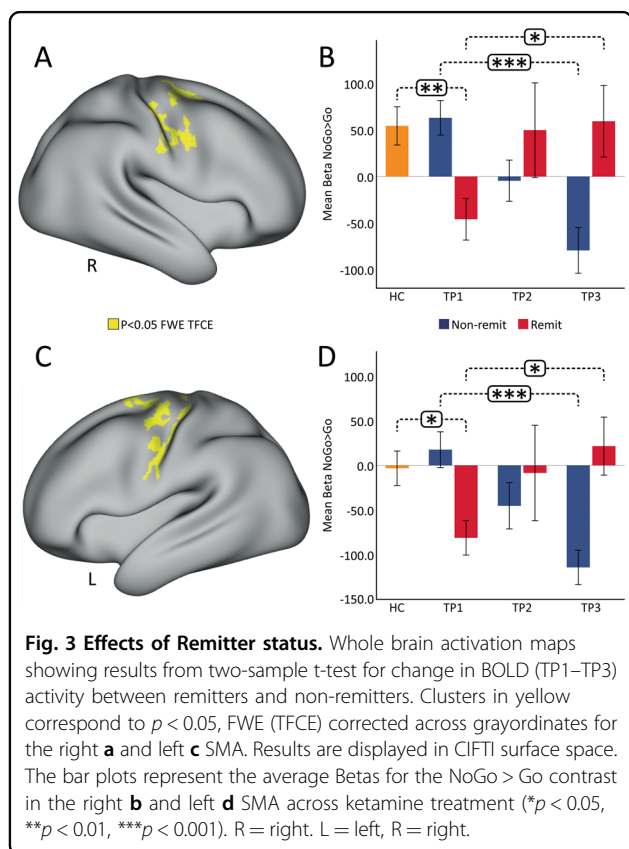 A
R
P<0.05 FWE TFCE
B
*
***
**
100.0
50.0
0.0
-50.0
-100.0
Mean Beta NoGo>Go
HC TP1 TP2 TP3
Non-remit Remit
C
L
D
*
***
*
100.0
50.0
0.0
-50.0
-100.0
-150.0
Mean Beta NoGo>Go
HC TP1 TP2 TP3
Fig. 3 Effects of Remitter status. Whole brain activation maps
showing results from two-sample t-test for change in BOLD (TP1–TP3)
activity between remitters and non-remitters. Clusters in yellow
correspond to p < 0.05, FWE (TFCE) corrected across grayordinates for
the right a and left c SMA. Results are displayed in CIFTI surface space.
The bar plots represent the average Betas for the NoGo > Go contrast
in the right b and left d SMA across ketamine treatment (*p < 0.05,
**p < 0.01, ***p < 0.001). R = right. L = left, R = right.